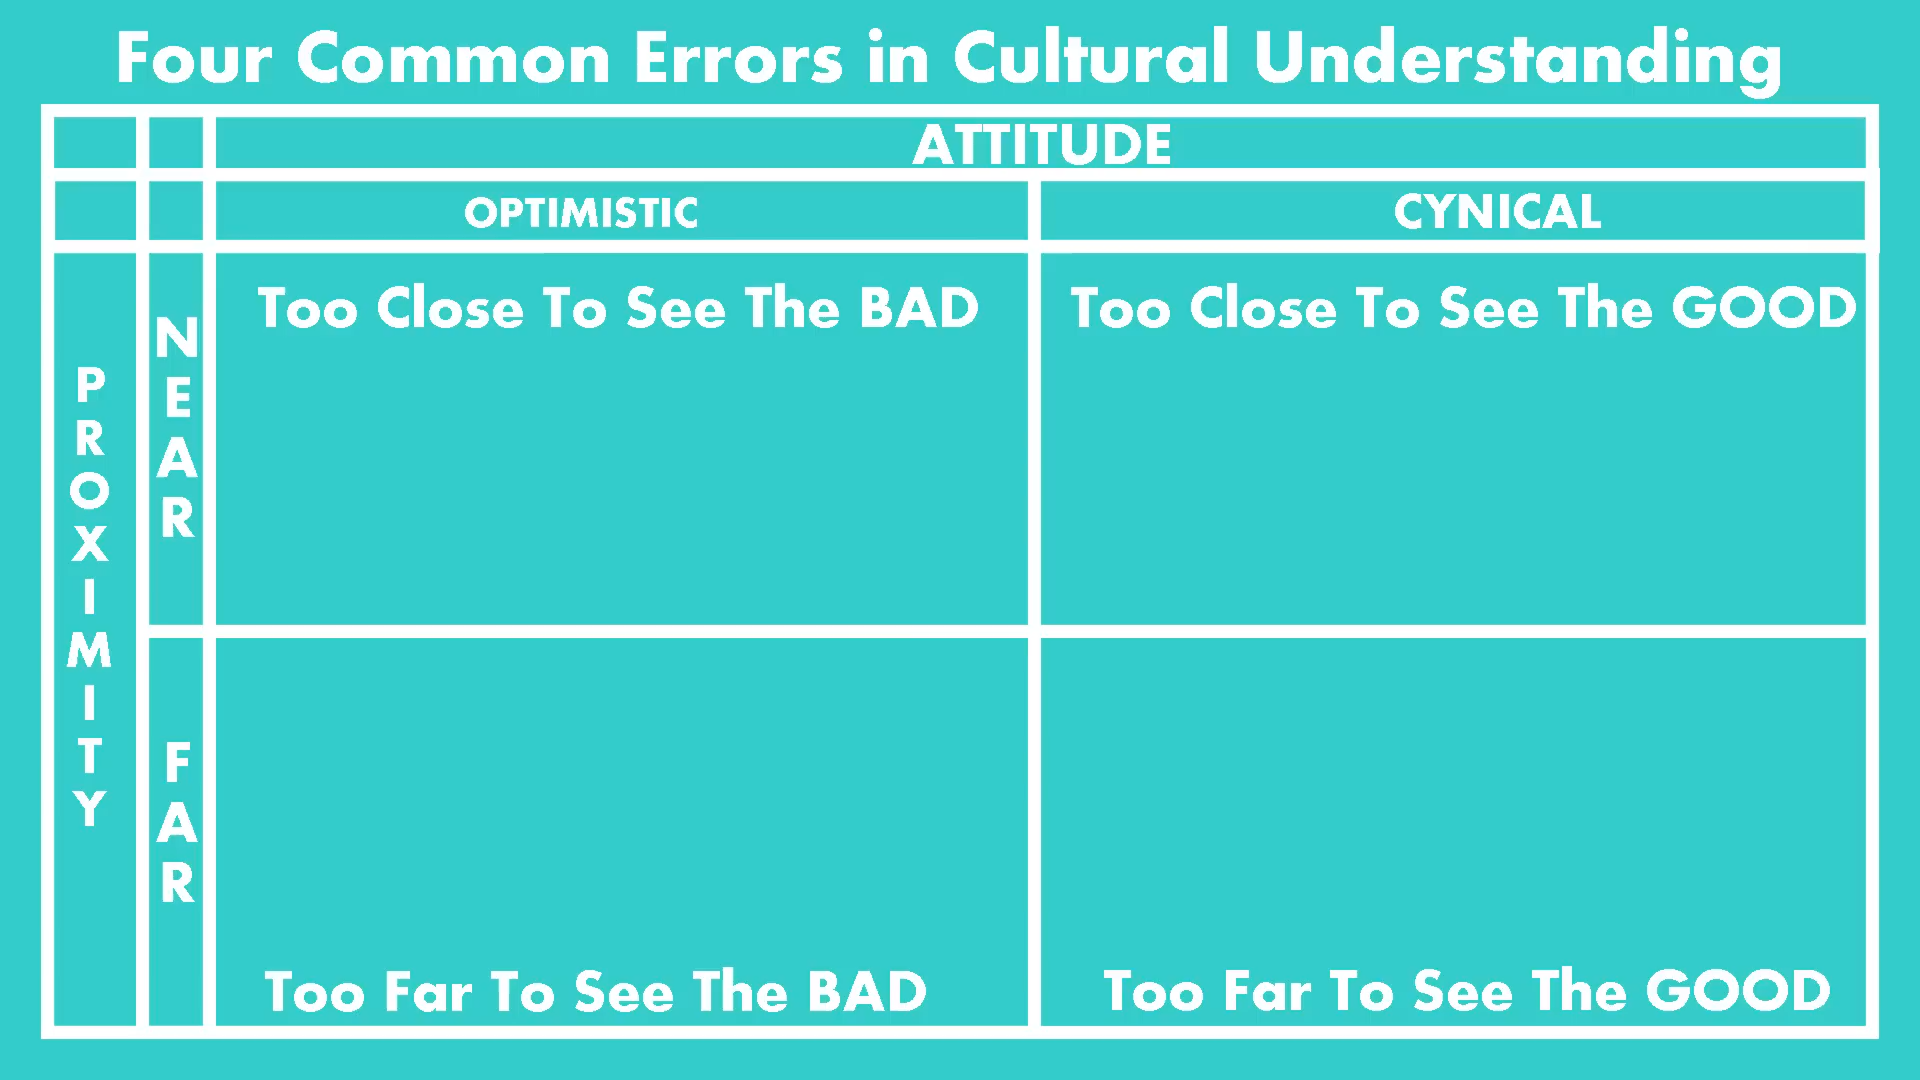 Four Common Errors in Cultural Understanding
ATTITUDE
OPTIMISTIC
CYNICAL
PROXIMITY
NEAR
Too Close To See The BAD
Too Close To See The GOOD
FAR
Too Far To See The BAD
Too Far To See The GOOD